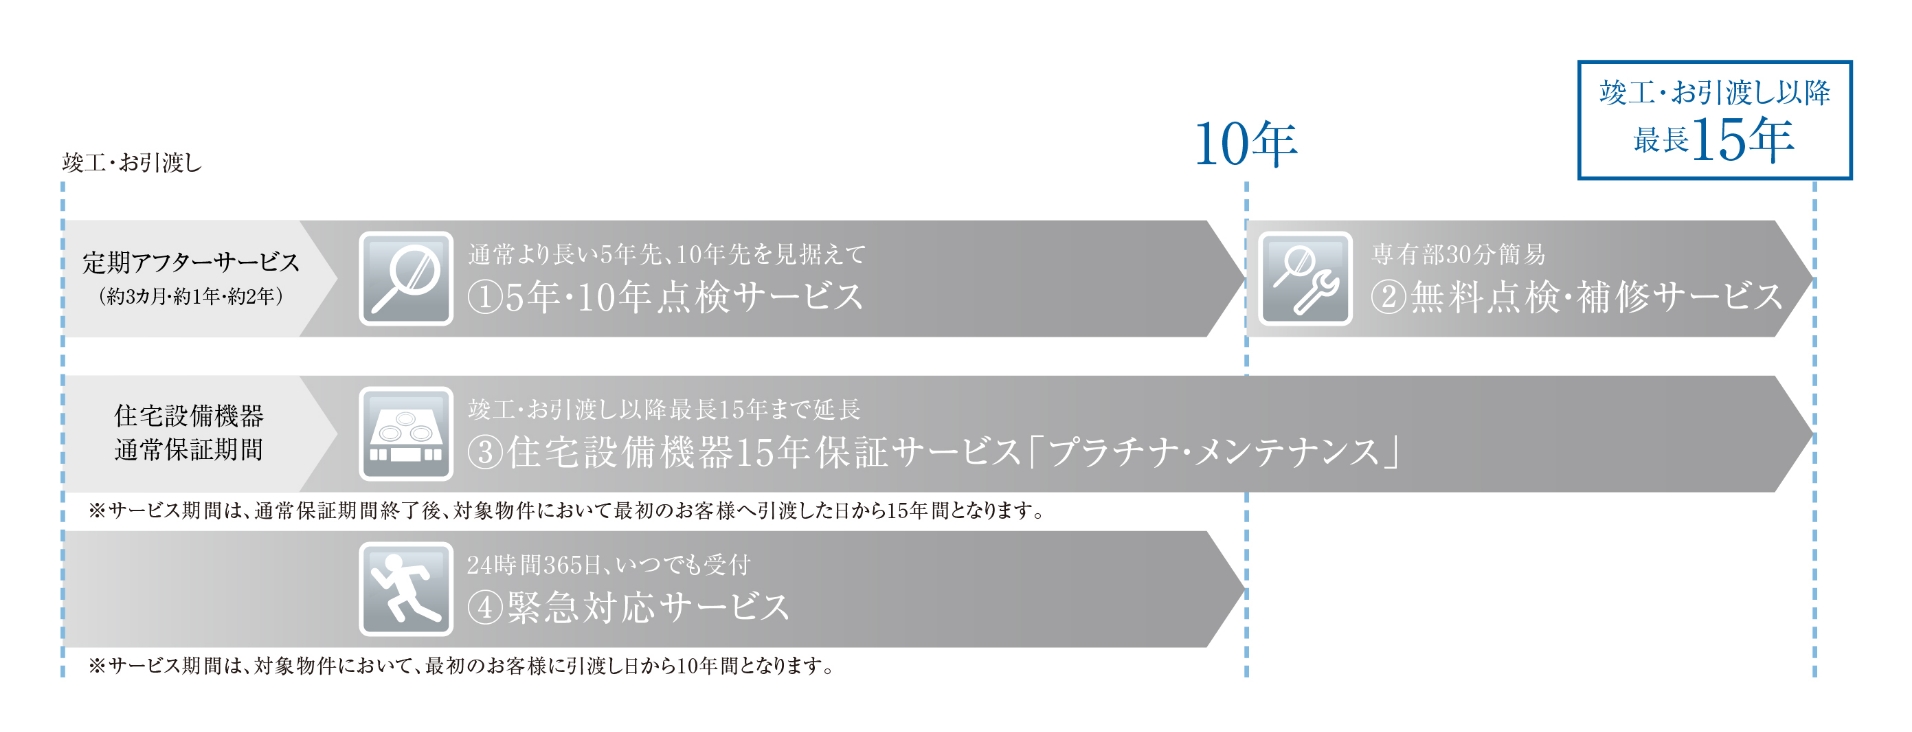 竣工・お引渡し以降
最長15年
10年
竣工・お引渡し
定期アフターサービス
(約3カ月・約1年・約2年)
通常より長い5年先、10年先を見据えて
①5年・10年点検サービス
専有部30分簡易
②無料点検・補修サービス
住宅設備機器
通常保証期間
竣工・お引渡し以降最長15年まで延長
③住宅設備機器15年保証サービス「プラチナ・メンテナンス」
※サービス期間は、通常保証期間終了後、対象物件において最初のお客様へ引渡した日から15年間となります。
24時間365日、いつでも受付
④緊急対応サービス
※サービス期間は、対象物件において、最初のお客様に引渡し日から10年間となります。